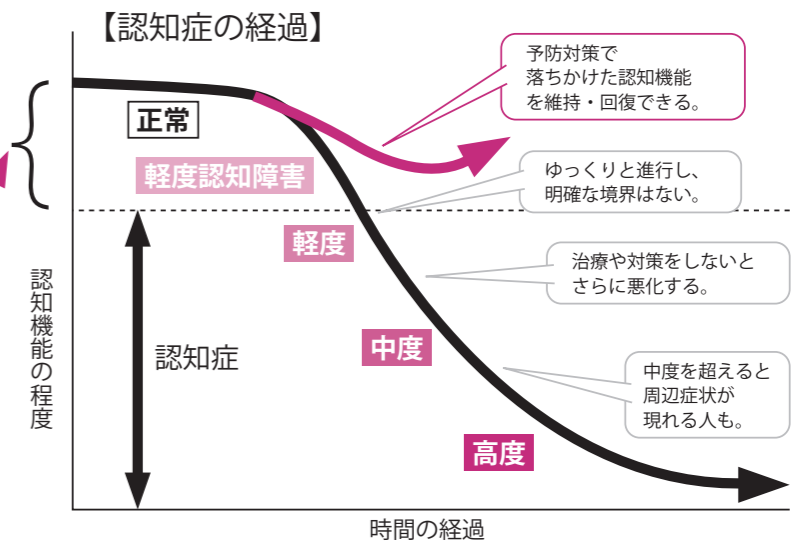 【認知症の経過】
予防対策で
落ちかけた認知機能
を維持・回復できる。
正常
軽度認知障害
ゆっくりと進行し、
明確な境界はない。
軽度
治療や対策をしないと
さらに悪化する。
認知機能の程度
認知症
中度
中度を超えると
周辺症状が
現れる人も。
高度
時間の経過